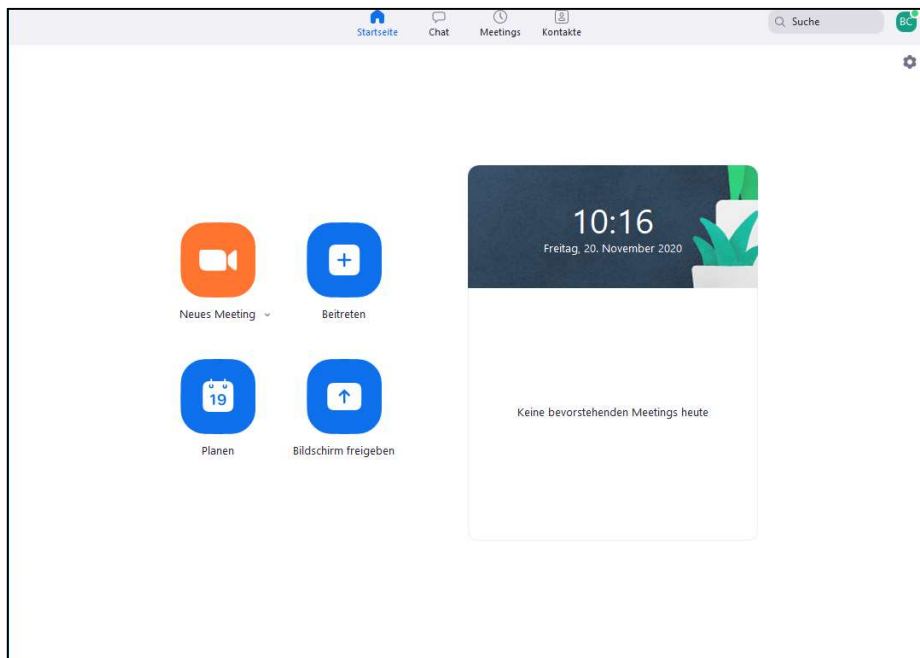 Startseite
Chat
Meetings
Kontakte
Suche
BC
10:16
Freitag, 20. November 2020
Neues Meeting
Beitreten
19
Planen
Bildschirm freigeben
Keine bevorstehenden Meetings heute